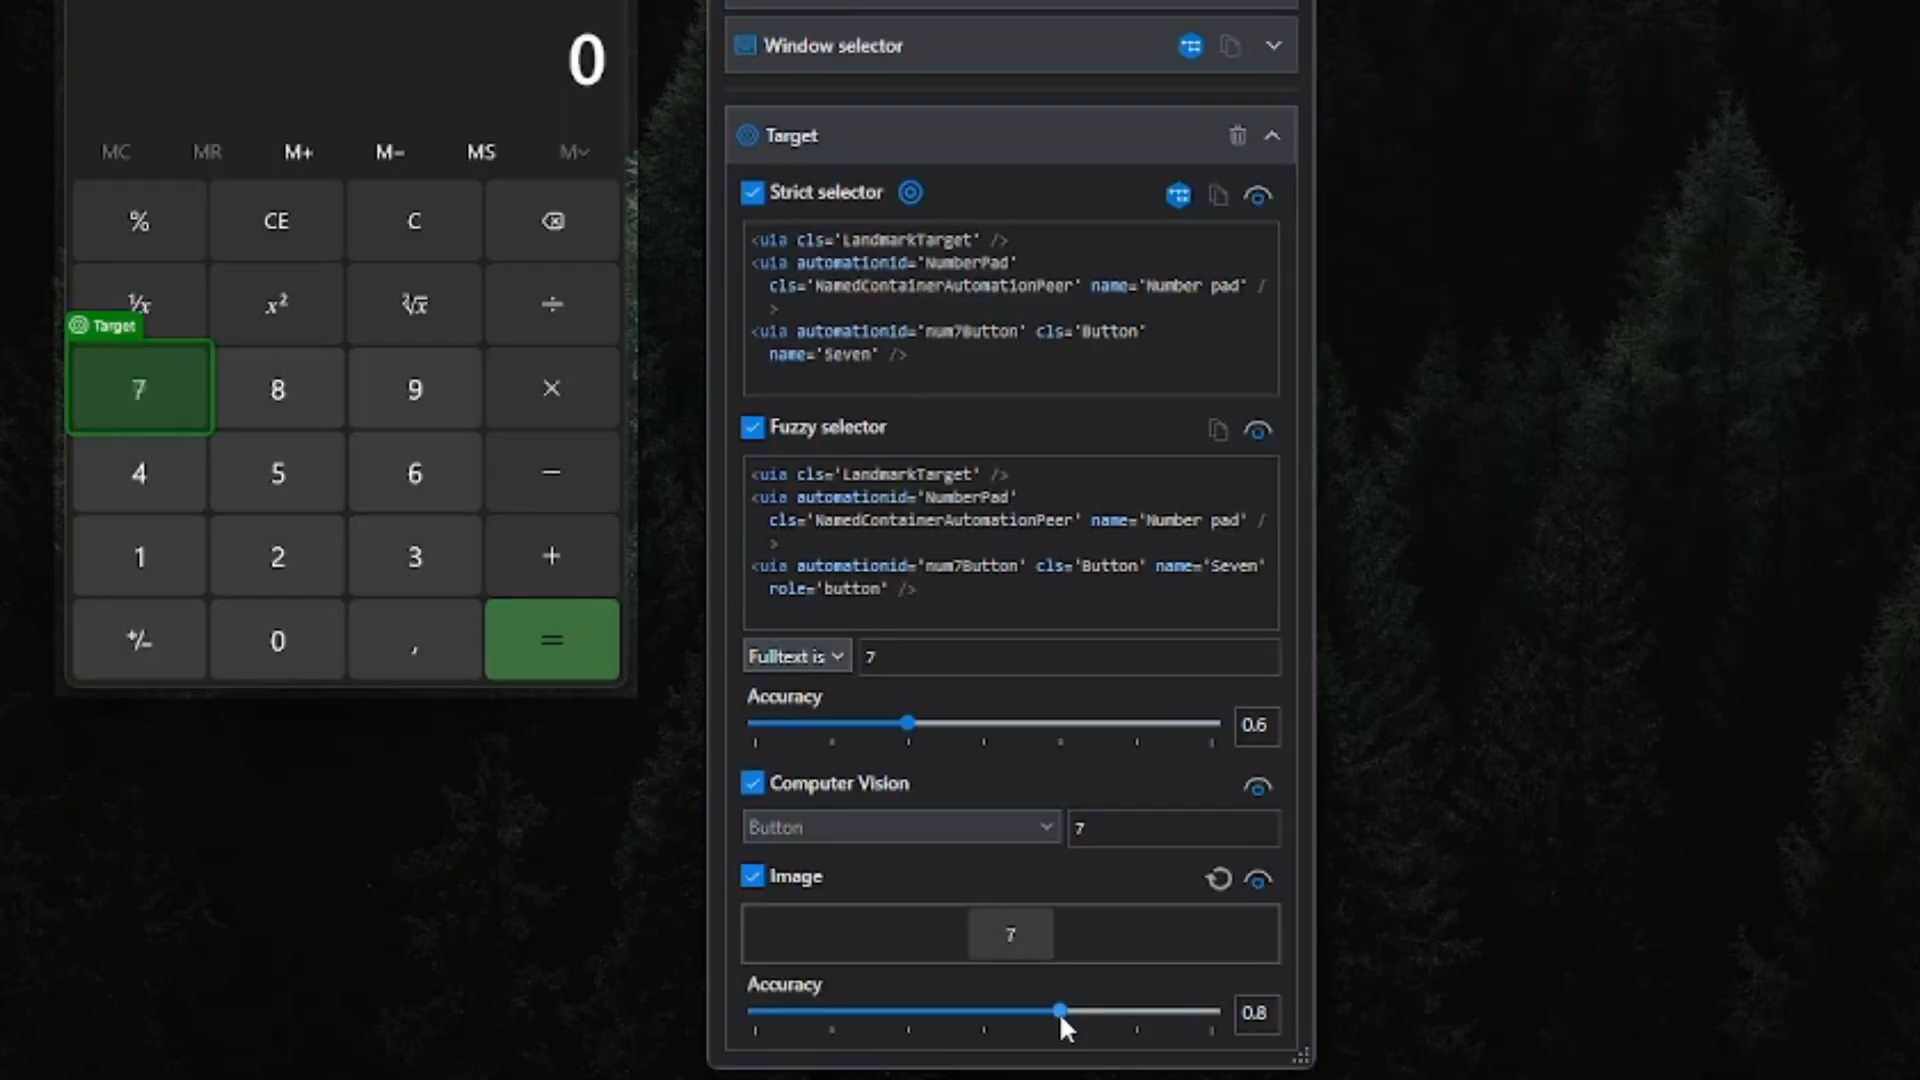 0
MC MR M+ M− MS M
% CE C
⅟x x² ²√x ÷
Target
7 8 9 ×
4 5 6 −
1 2 3 +
+/− 0 , =
Window selector
Target
Strict selector
<uia cls='LandmarkTarget' />
<uia automationid='NumberPad'
cls='NamedContainerAutomationPeer' name='Number pad' /
>
<uia automationid='num7Button' cls='Button'
name='Seven' />
Fuzzy selector
<uia cls='LandmarkTarget' />
<uia automationid='NumberPad'
cls='NamedContainerAutomationPeer' name='Number pad' /
>
<uia automationid='num7Button' cls='Button' name='Seven'
role='button' />
Fulltext is 7
Accuracy
0.6
Computer Vision
Button 7
Image
7
Accuracy
0.8